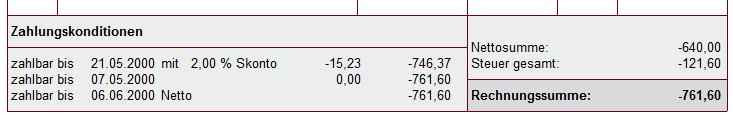 Zahlungskonditionen
zahlbar bis 21.05.2000 mit 2,00 % Skonto -15,23 -746,37
zahlbar bis 07.05.2000 0,00 -761,60
zahlbar bis 06.06.2000 Netto -761,60
Nettosumme: -640,00
Steuer gesamt: -121,60
Rechnungssumme: -761,60